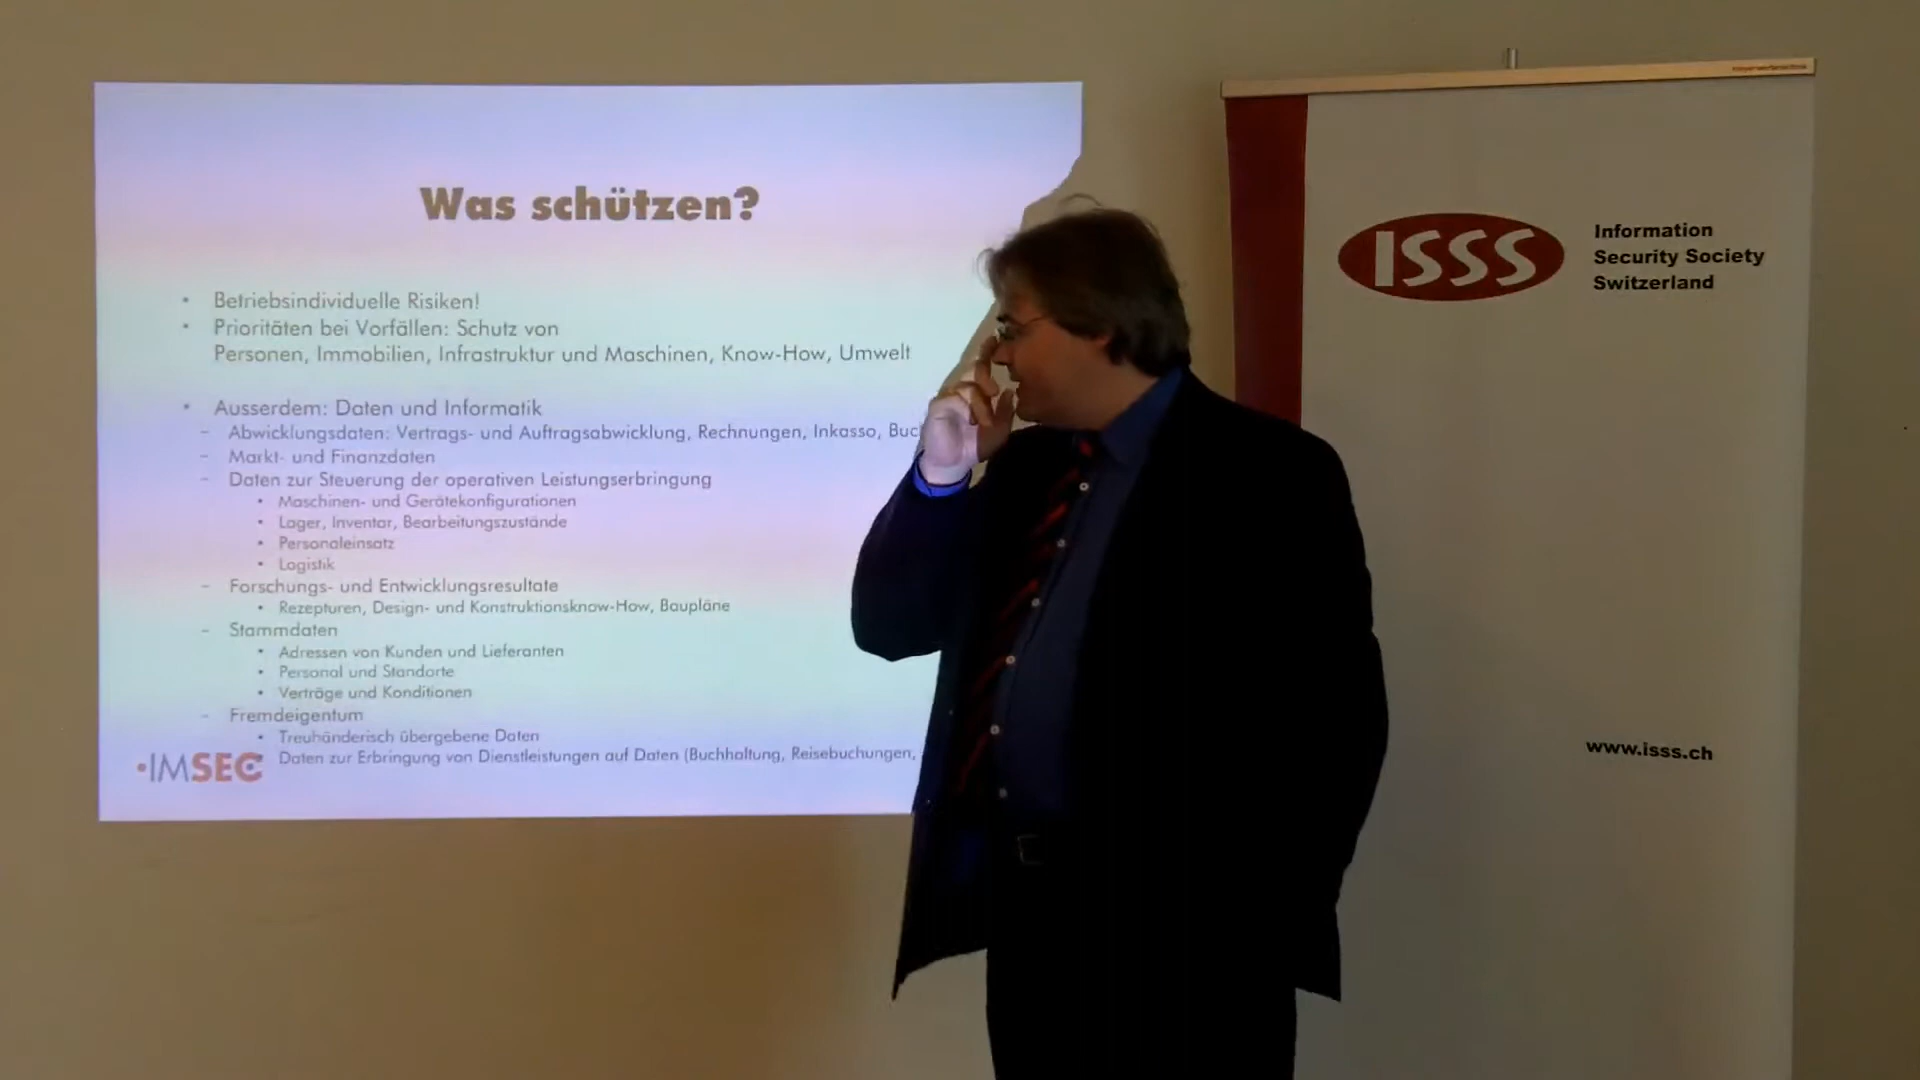 Was schützen?
• Betriebsindividuelle Risiken!
• Prioritäten bei Vorfällen: Schutz von
Personen, Immobilien, Infrastruktur und Maschinen, Know-How, Umwelt
• Ausserdem: Daten und Informatik
– Abwicklungsdaten: Vertrags- und Auftragsabwicklung, Rechnungen, Inkasso,
– Markt- und Finanzdaten
– Daten zur Steuerung der operativen Leistungserbringung
• Maschinen- und Gerätekonfigurationen
• Lager, Inventar, Bearbeitungszustände
• Personaleinsatz
• Logistik
– Forschungs- und Entwicklungsresultate
• Rezepturen, Design- und Konstruktionsknow-How, Baupläne
– Stammdaten
• Adressen von Kunden und Lieferanten
• Personal und Standorte
• Verträge und Konditionen
– Fremdeigentum
• Treuhänderisch übergebene Daten
Daten zur Erbringung von Dienstleistungen auf Daten (Buchhaltung, Reisebuchungen,
•IMSEC
ISSS
Information
Security Society
Switzerland
www.isss.ch